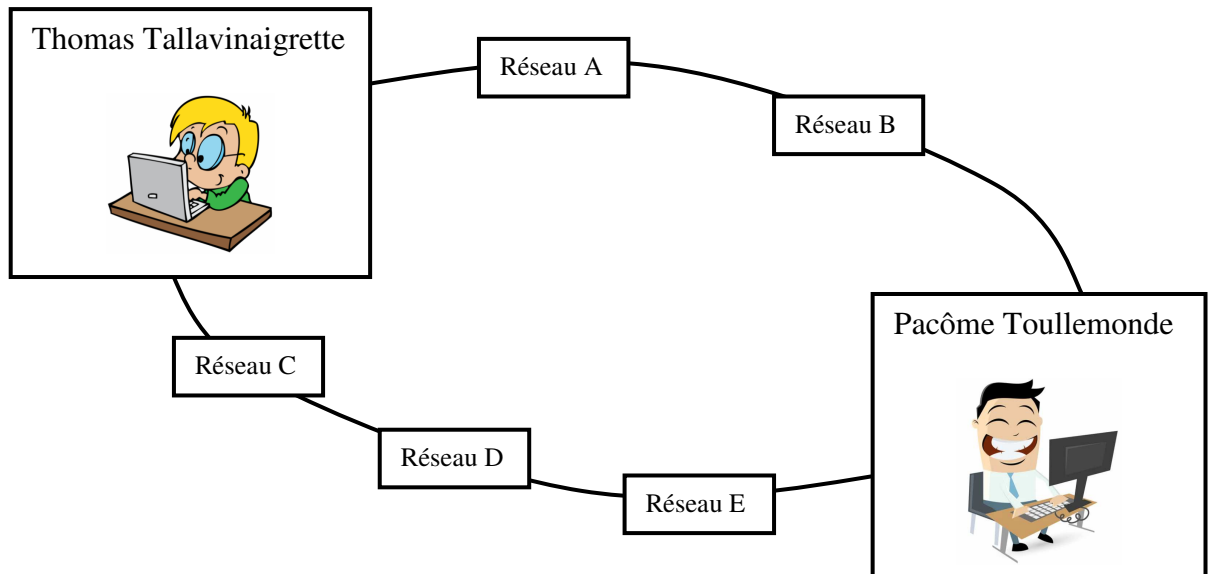 Thomas Tallavinaigrette
Réseau A
Réseau B
Pacôme Toullemonde
Réseau C
Réseau D
Réseau E